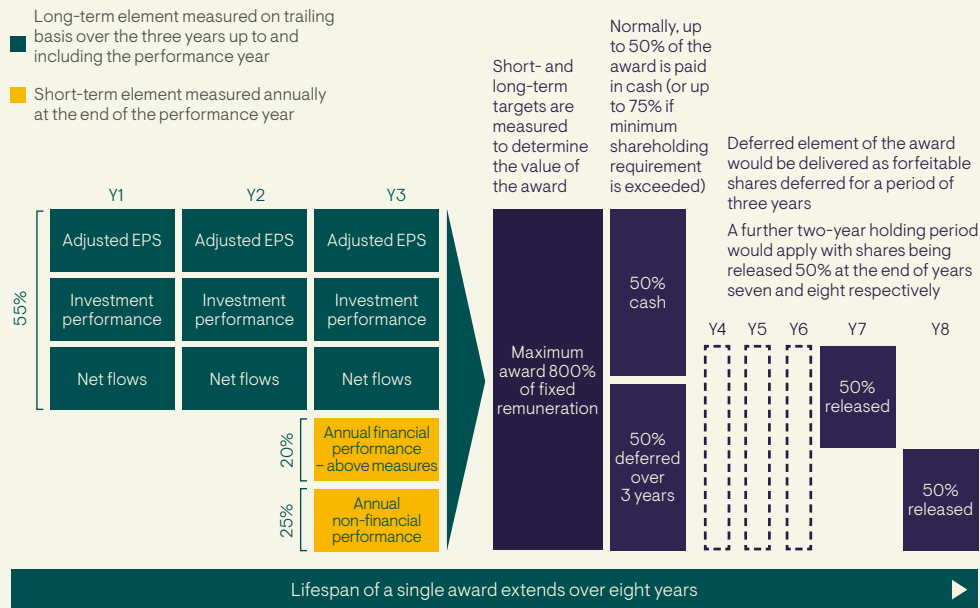 Long-term element measured on trailing
basis over the three years up to and
including the performance year
Short-term element measured annually
at the end of the performance year
Short- and
long-term
targets are
measured
to determine
the value of
the award
Normally, up
to 50% of the
award is paid
in cash (or up
to 75% if
minimum
shareholding
requirement
is exceeded)
Deferred element of the award
would be delivered as forfeitable
shares deferred for a period of
three years
A further two-year holding period
would apply with shares being
released 50% at the end of years
seven and eight respectively
Y1
Y2
Y3
55%
Adjusted EPS
Adjusted EPS
Adjusted EPS
Investment
performance
Investment
performance
Investment
performance
Net flows
Net flows
Net flows
20%
Annual financial
performance
– above measures
25%
Annual
non-financial
performance
Maximum
award 800%
of fixed
remuneration
50%
cash
50%
deferred
over
3 years
Y4
Y5
Y6
Y7
Y8
50%
released
50%
released
Lifespan of a single award extends over eight years